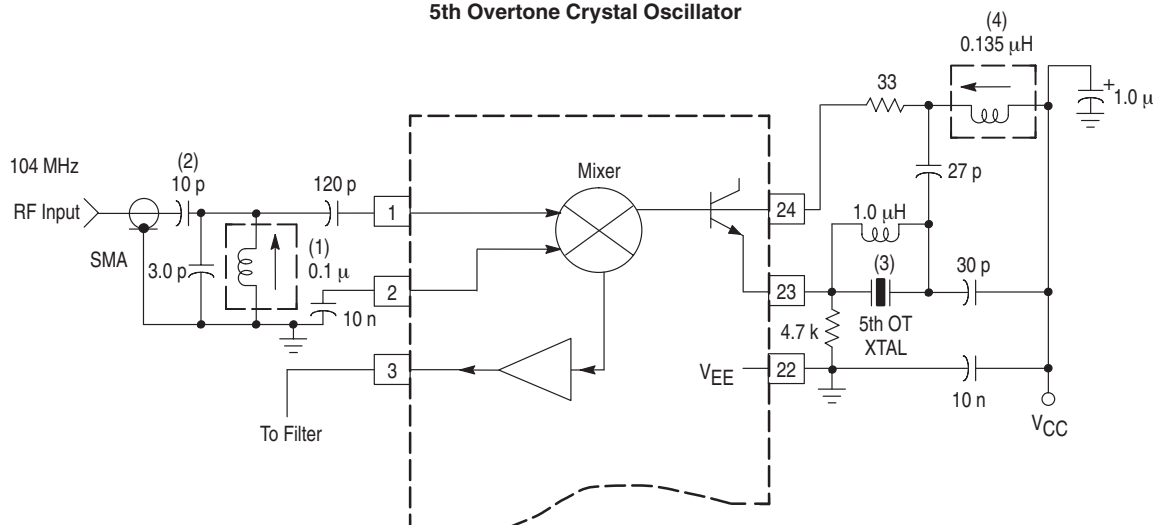 5th Overtone Crystal Oscillator
(4)
0.135 μH
33
+
1.0 μ
104 MHz
(2)
10 p
120 p
Mixer
27 p
RF Input
1
24
1.0 μH
SMA
3.0 p
(1)
0.1 μ
(3)
30 p
2
23
10 n
4.7 k
5th OT
XTAL
3
VEE
22
10 n
To Filter
VCC